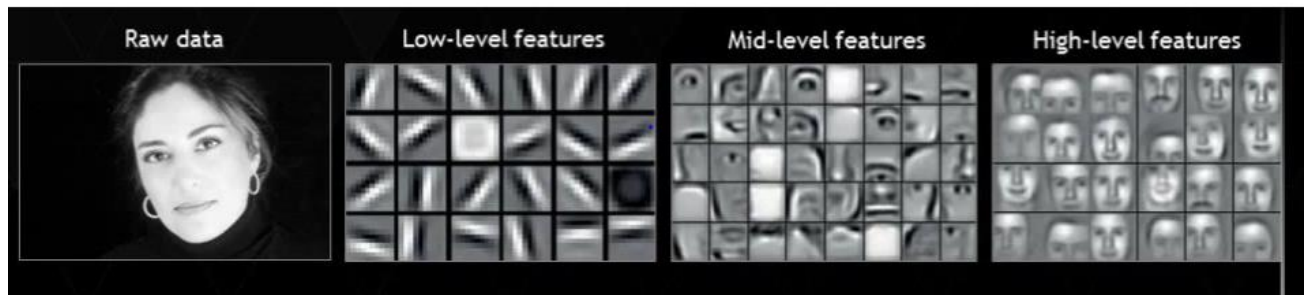 Raw data
Low-level features
Mid-level features
High-level features